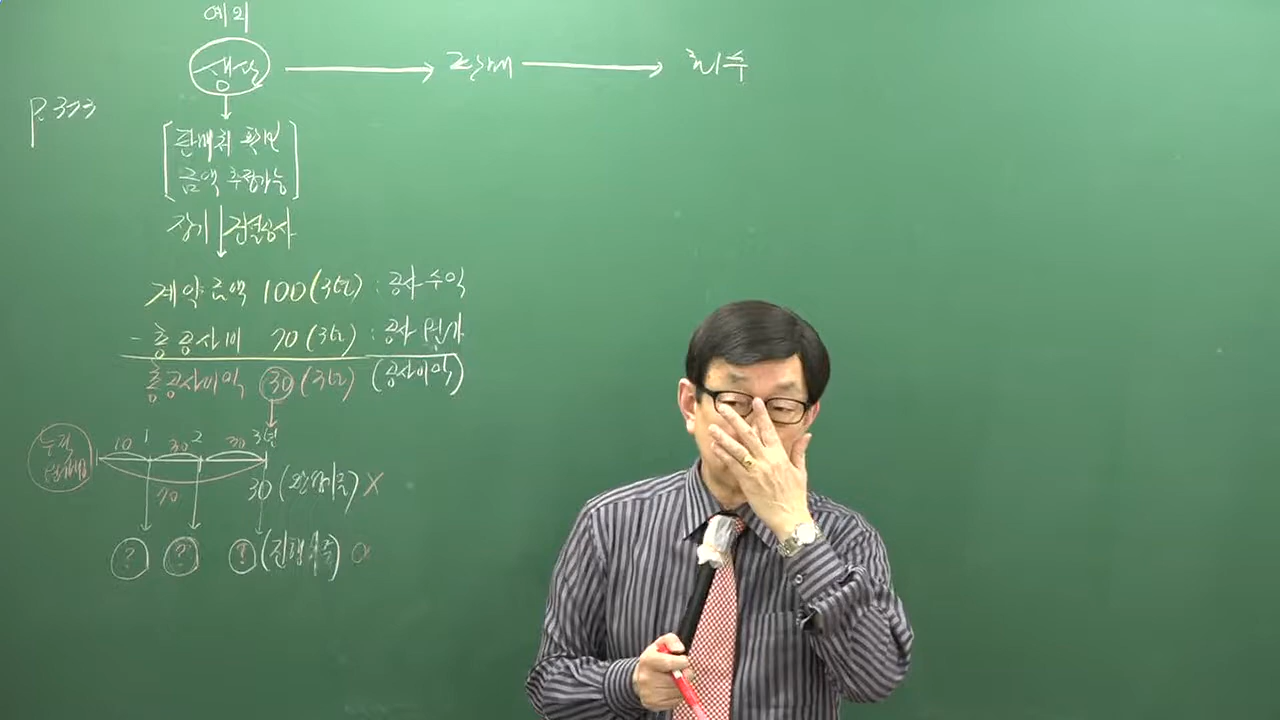 예외
생산 → 판매 → 회수
P.373
[판매취 확인
금액 추정가능]
장기 건설공사
계약금액 100 (3년) : 공사수익
- 총공사비 70 (3년) : 공사원가
총공사이익 30 (3년) (공사이익)
10 1 30 2 30 3년
누적
70
30 (완성기준) X
? ? ? (진행기준) O